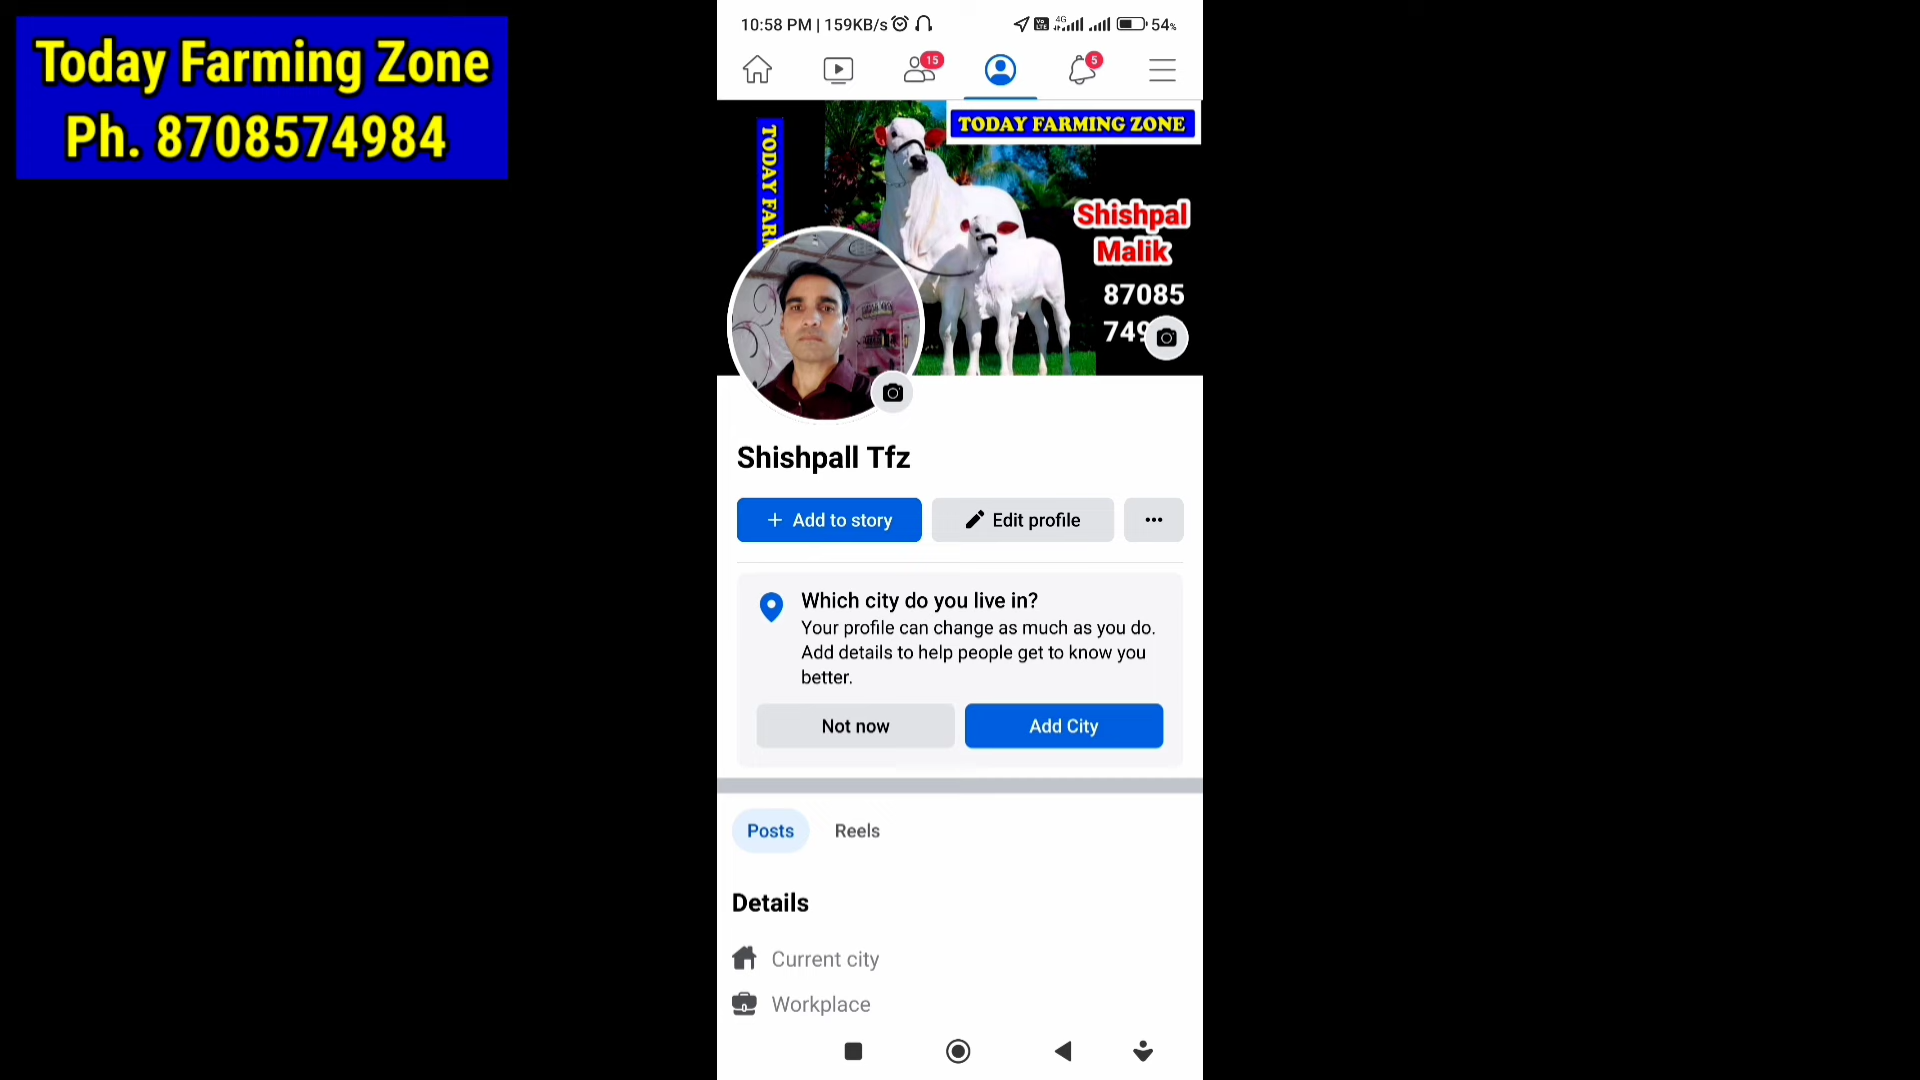 Today Farming Zone
Ph. 8708574984
10:58 PM | 159KB/s
4G
54%
15
5
TODAY FARMING ZONE
TODAY FAR
Shishpal
Malik
87085
749
Shishpall Tfz
+ Add to story
Edit profile
Which city do you live in?
Your profile can change as much as you do.
Add details to help people get to know you
better.
Not now
Add City
Posts
Reels
Details
Current city
Workplace